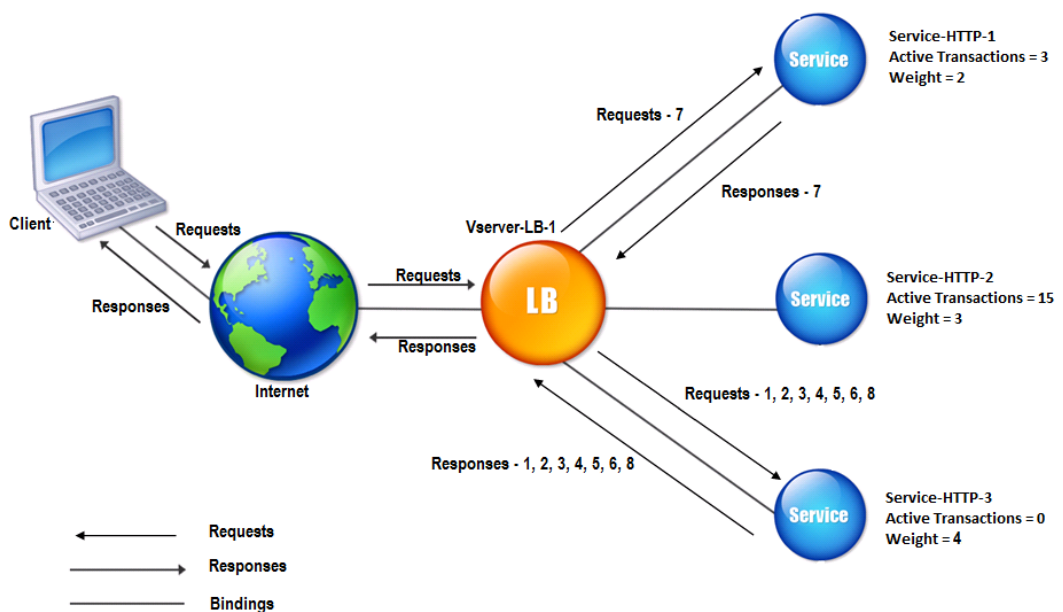 Service-HTTP-1
Active Transactions = 3
Weight = 2
Service
Requests - 7
Responses - 7
Client
Requests
Responses
Internet
Requests
Responses
Vserver-LB-1
LB
Service
Service-HTTP-2
Active Transactions = 15
Weight = 3
Requests - 1, 2, 3, 4, 5, 6, 8
Responses - 1, 2, 3, 4, 5, 6, 8
Service
Service-HTTP-3
Active Transactions = 0
Weight = 4
Requests
Responses
Bindings